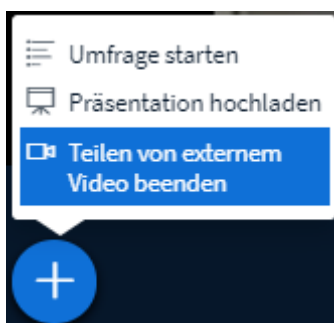 Umfrage starten
Präsentation hochladen
Teilen von externem
Video beenden